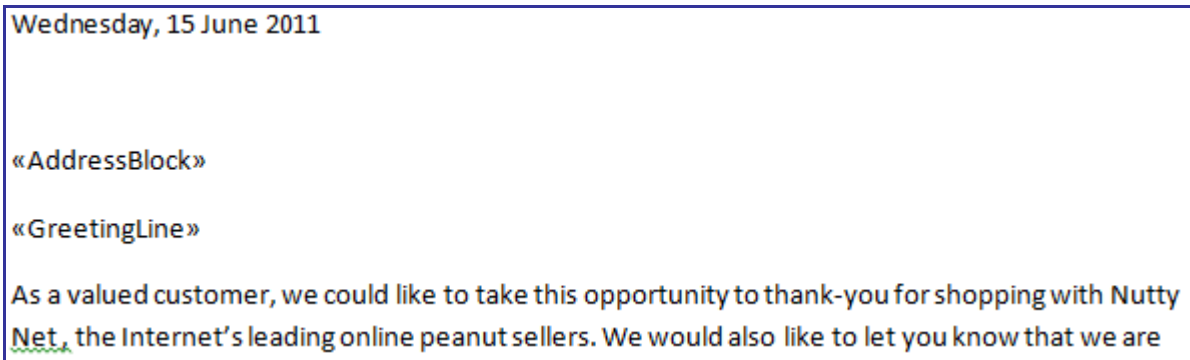 Wednesday, 15 June 2011
«AddressBlock»
«GreetingLine»
As a valued customer, we could like to take this opportunity to thank-you for shopping with Nutty
Net , the Internet’s leading online peanut sellers. We would also like to let you know that we are